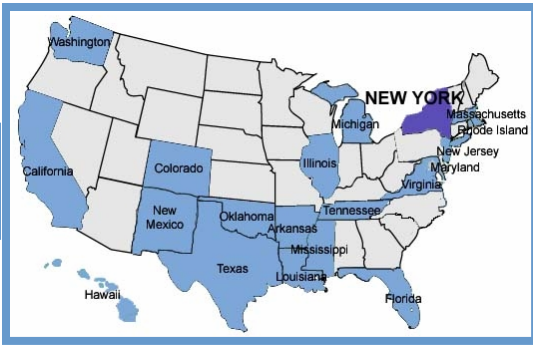 Washington
NEW YORK
Massachusetts
Michigan
Rhode Island
New Jersey
Illinois
Maryland
Colorado
California
Virginia
New
Mexico
Oklahoma
Tennessee
Arkansas
Mississippi
Texas
Louisiana
Hawaii
Florida